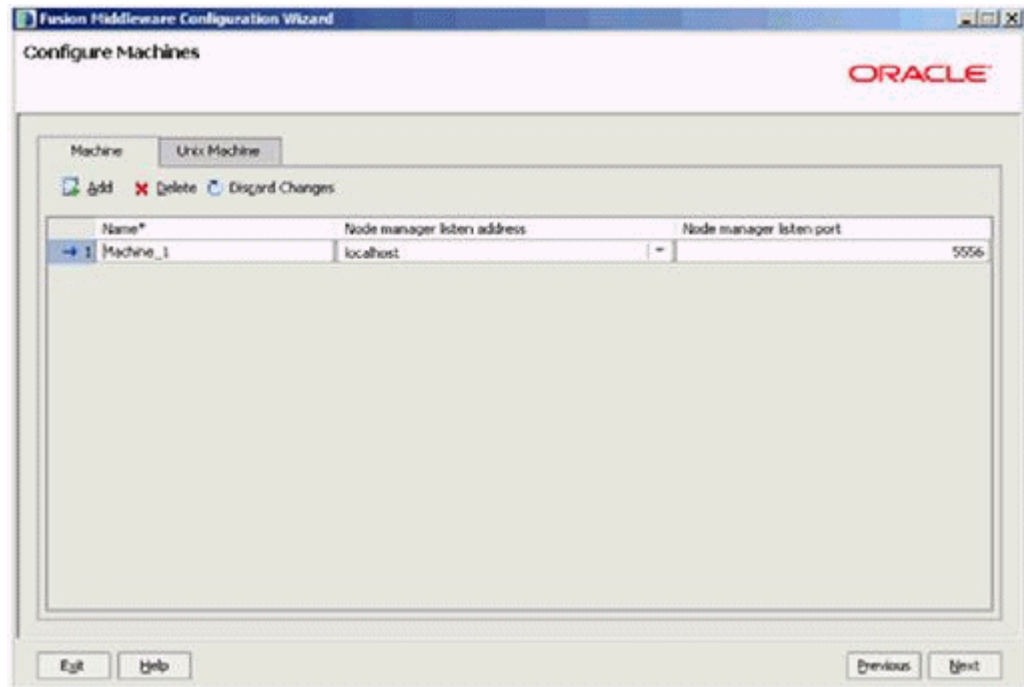 Fusion Middleware Configuration Wizard
Configure Machines
ORACLE
Machine Unix Machine
Add Delete Discard Changes
Name* Node manager listen address Node manager listen port
1 Machine_1 localhost 5556
Exit Help Previous Next